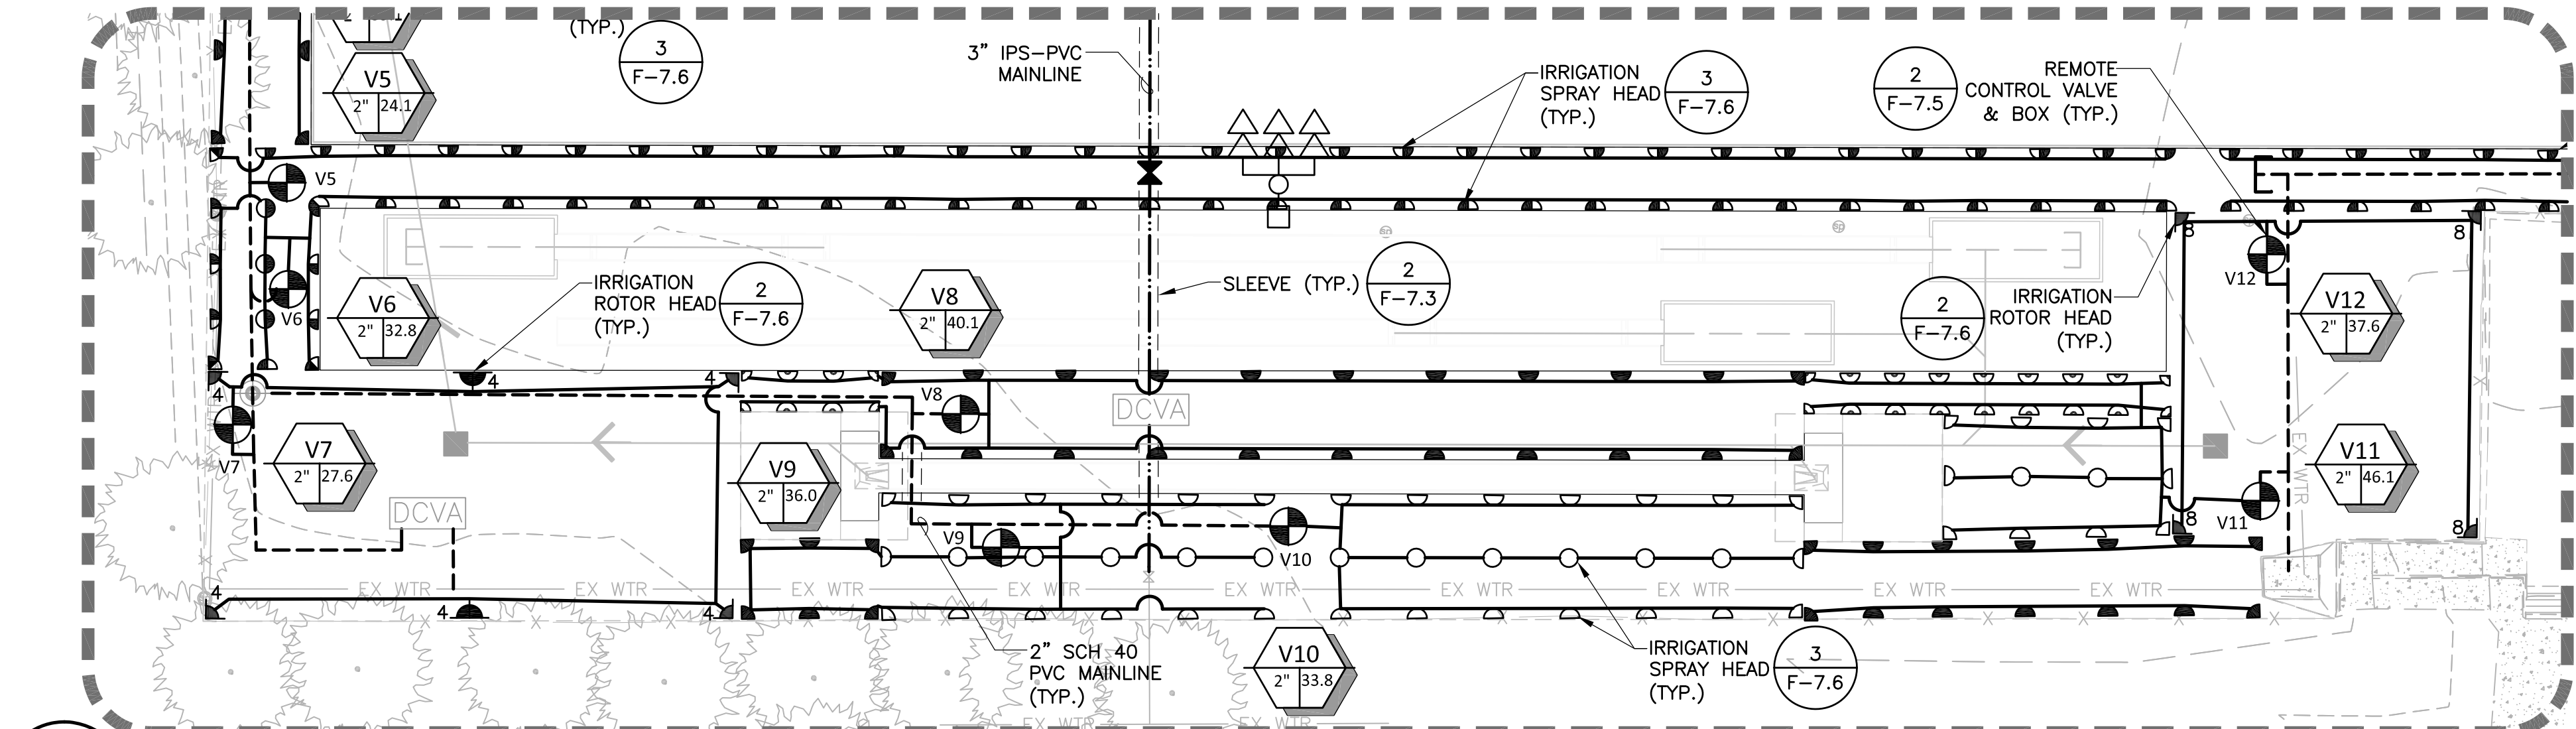 (TYP.)
3
F-7.6
3" IPS-PVC
MAINLINE
IRRIGATION
SPRAY HEAD
(TYP.)
3
F-7.6
2
F-7.5
REMOTE
CONTROL VALVE
& BOX (TYP.)
V5
2" 24.1
V5
V6
2" 32.8
V6
IRRIGATION
ROTOR HEAD
(TYP.)
2
F-7.6
V8
2" 40.1
SLEEVE (TYP.)
2
F-7.3
2
F-7.6
IRRIGATION
ROTOR HEAD
(TYP.)
8
8
V12
V12
2" 37.6
4
4
4
V8
DCVA
V7
V7
2" 27.6
DCVA
V9
2" 36.0
V9
V10
8
8
V11
V11
2" 46.1
EX WTR
4
4
4
EX WTR
EX WTR
EX WTR
EX WTR
EX WTR
EX WTR
EX WTR
EX WTR
EX WTR
2" SCH 40
PVC MAINLINE
(TYP.)
V10
2" 33.8
IRRIGATION
SPRAY HEAD
(TYP.)
3
F-7.6
EX WTR
EX WTR